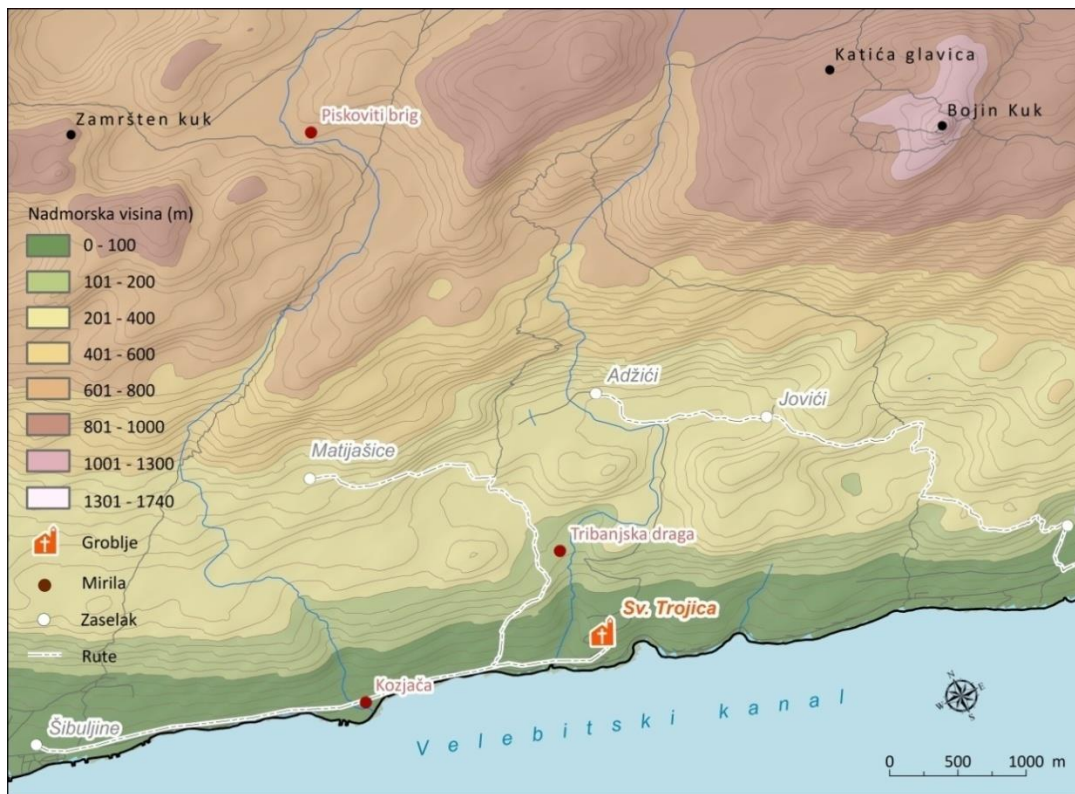 Katića glavica
Zamršten kuk
Piskoviti brig
Bojin Kuk
Nadmorska visina (m)
0 - 100
101 - 200
201 - 400
401 - 600
601 - 800
801 - 1000
1001 - 1300
1301 - 1740
Groblje
Mirila
Zaselak
Rute
Adžići
Jovići
Matijašice
Tribanjska draga
Sv. Trojica
Kozjača
Šibuljine
Velebitski kanal
N
E
S
W
0 500 1000 m